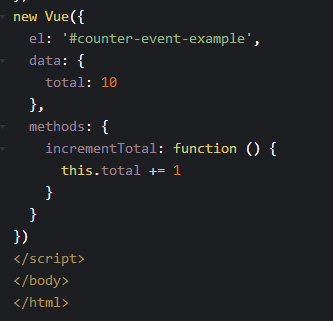 new Vue({
  el: '#counter-event-example',
  data: {
    total: 10
  },
  methods: {
    incrementTotal: function () {
      this.total += 1
    }
  }
})
</script>
</body>
</html>